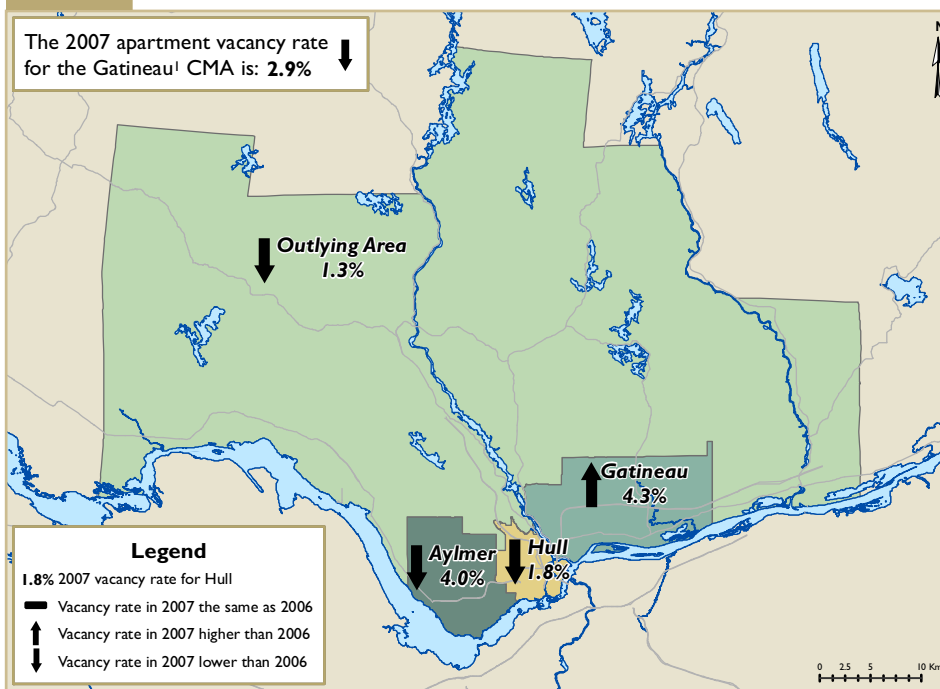 The 2007 apartment vacancy rate
for the Gatineau¹ CMA is: 2.9%
N
Outlying Area
1.3%
Gatineau
4.3%
Aylmer
4.0%
Hull
1.8%
Legend
1.8% 2007 vacancy rate for Hull
Vacancy rate in 2007 the same as 2006
Vacancy rate in 2007 higher than 2006
Vacancy rate in 2007 lower than 2006
0 2.5 5 10 Km